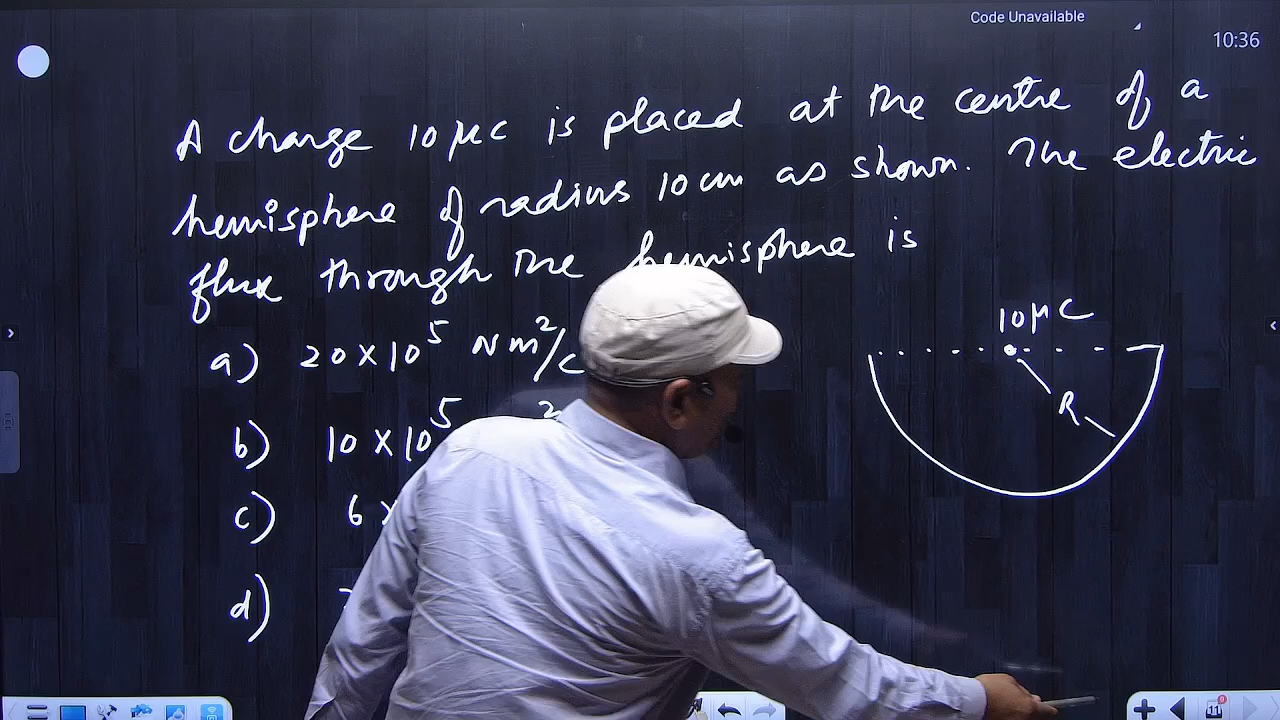 Code Unavailable
10:36
A charge 10 μC is placed at the centre of a
hemisphere of radius 10 cm as shown. The electric
flux through the hemisphere is
a) 20 × 10⁵ Nm²/C
b) 10 × 10⁵
c) 6
d)
10 μC
R